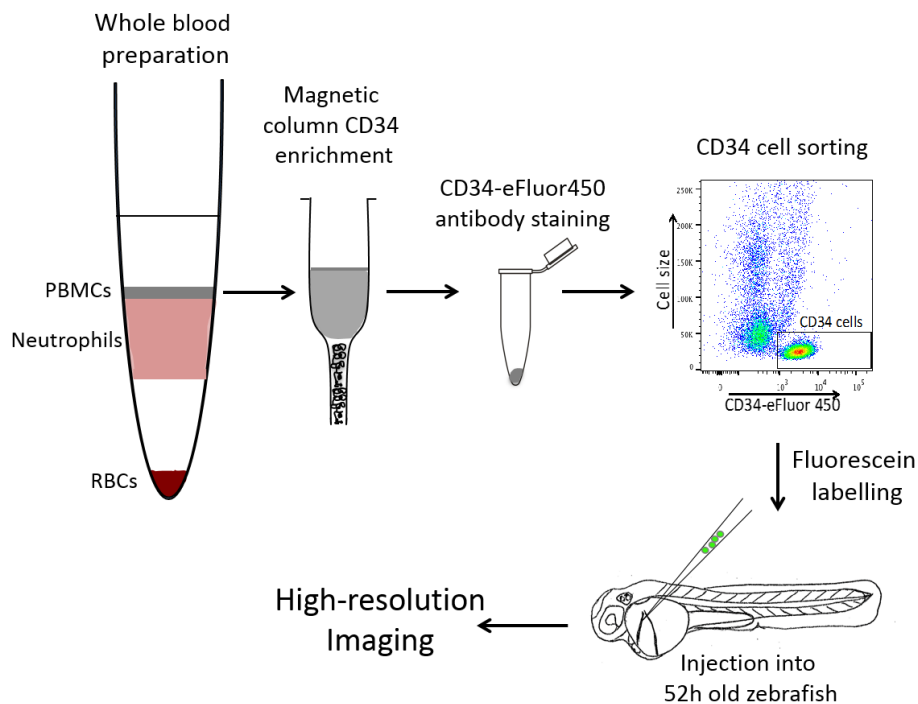 Whole blood
preparation
PBMCs
Neutrophils
RBCs
Magnetic
column CD34
enrichment
CD34-eFluor450
antibody staining
CD34 cell sorting
Cell size
250K
200K
100K
50K
0
CD34 cells
0
10³
10⁴
10⁵
CD34-eFluor 450
Fluorescein
labelling
Injection into
52h old zebrafish
High-resolution
Imaging